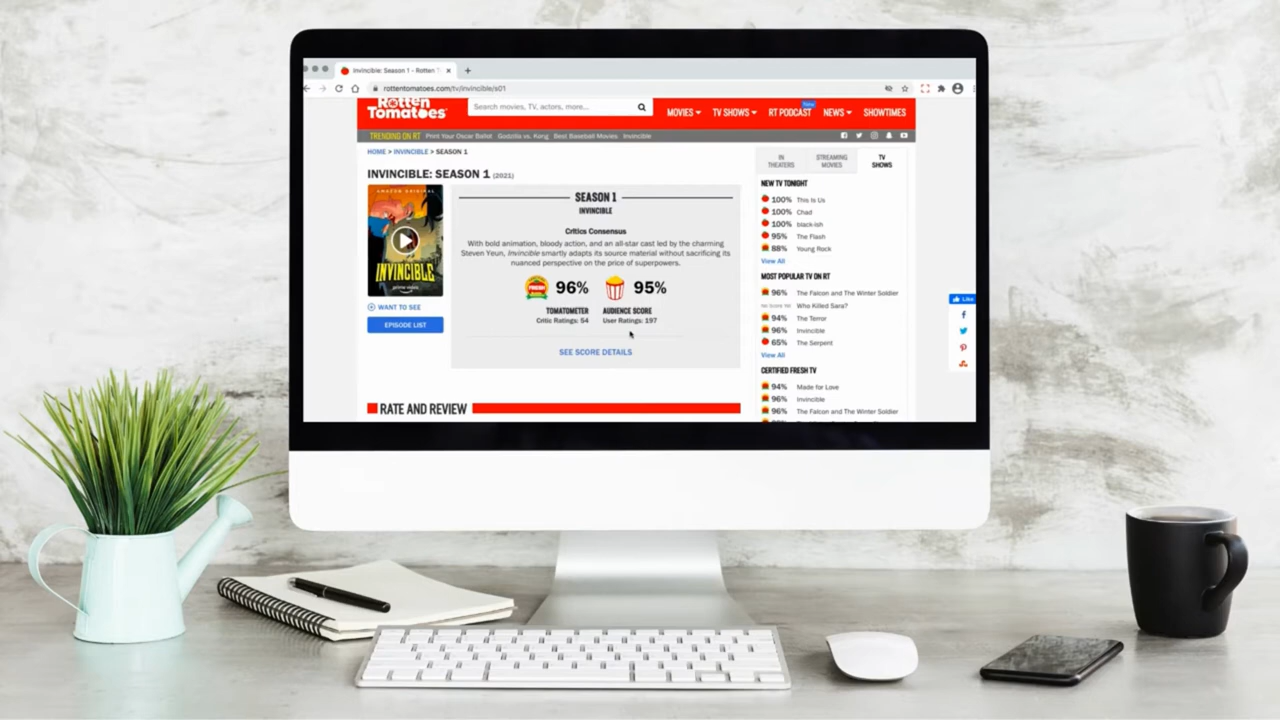 Invincible: Season 1 - Rotten T
rottentomatoes.com/tv/invincible/s01
Rotten
Tomatoes
Search movies, TV, actors, more...
MOVIES TV SHOWS RT PODCAST NEWS SHOWTIMES
New
TRENDING ON RT Print Your Oscar Ballot Godzilla vs. Kong Best Baseball Movies Invincible
HOME > INVINCIBLE > SEASON 1
INVINCIBLE: SEASON 1 (2021)
AMAZON ORIGINAL
INVINCIBLE
prime video
WANT TO SEE
EPISODE LIST
SEASON 1
INVINCIBLE
Critics Consensus
With bold animation, bloody action, and an all-star cast led by the charming
Steven Yeun, Invincible smartly adapts its source material without sacrificing its
nuanced perspective on the price of superpowers.
FRESH
96%
95%
TOMATOMETER
Critic Ratings: 54
AUDIENCE SCORE
User Ratings: 197
SEE SCORE DETAILS
RATE AND REVIEW
IN
THEATERS
STREAMING
MOVIES
TV
SHOWS
NEW TV TONIGHT
100% This Is Us
100% Chad
100% black-ish
95% The Flash
88% Young Rock
View All
MOST POPULAR TV ON RT
96% The Falcon and The Winter Soldier
No Score Yet Who Killed Sara?
94% The Terror
96% Invincible
65% The Serpent
View All
CERTIFIED FRESH TV
94% Made for Love
96% Invincible
96% The Falcon and The Winter Soldier
Like